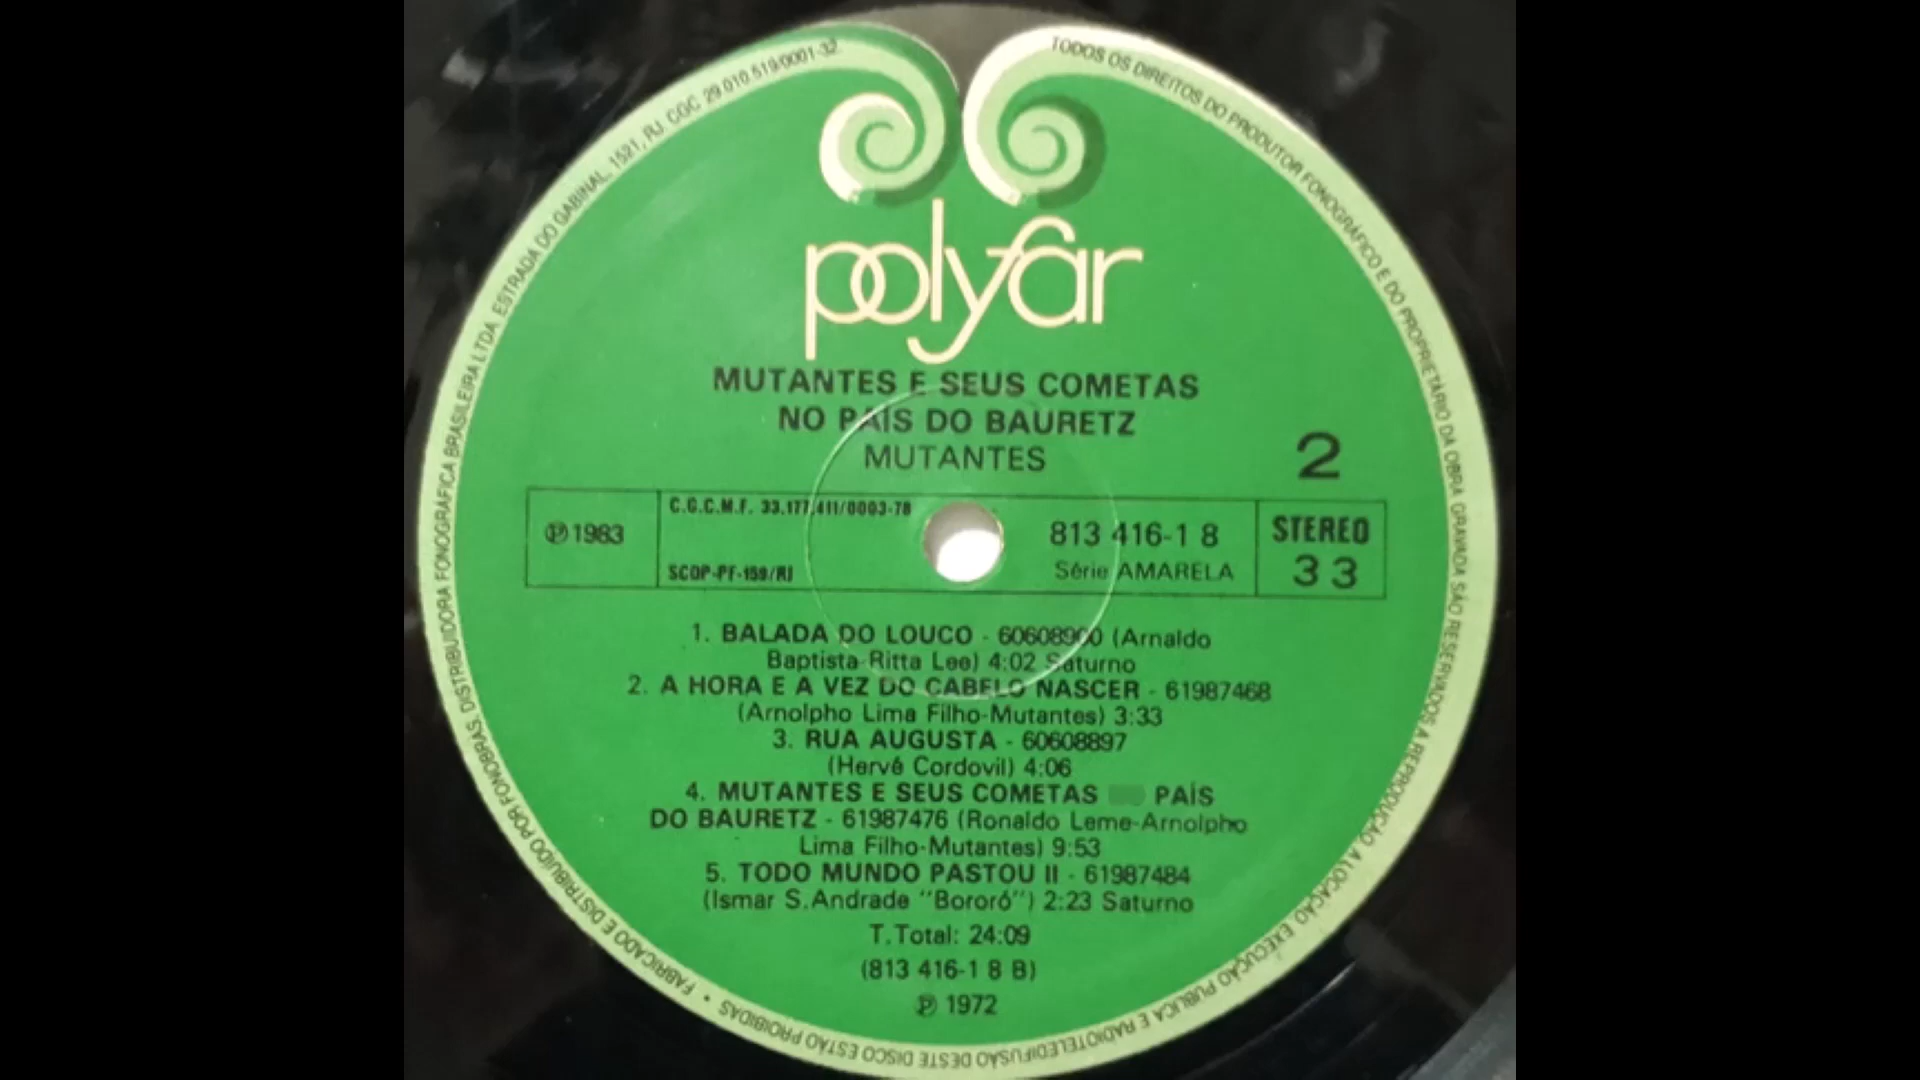 polyfar
MUTANTES E SEUS COMETAS
NO PAÍS DO BAURETZ
MUTANTES
2
℗ 1983
C.G.C.M.F. 33.177.411/0003-78
SCDP-PF-159/RJ
813 416-1 8
Série AMARELA
STEREO
33
1. BALADA DO LOUCO - 60608900 (Arnaldo
Baptista-Ritta Lee) 4:02 Saturno
2. A HORA E A VEZ DO CABELO NASCER - 61987468
(Arnolpho Lima Filho-Mutantes) 3:33
3. RUA AUGUSTA - 60608897
(Hervê Cordovil) 4:06
4. MUTANTES E SEUS COMETAS PAÍS
DO BAURETZ - 61987476 (Ronaldo Leme-Arnolpho
Lima Filho-Mutantes) 9:53
5. TODO MUNDO PASTOU II - 61987484
(Ismar S.Andrade "Bororó") 2:23 Saturno
T.Total: 24:09
(813 416-1 8 B)
℗ 1972
TODOS OS DIREITOS DO PRODUTOR FONOGRÁFICO E DO PROPRIETÁRIO DA OBRA GRAVADA SÃO RESERVADOS A REPRODUÇÃO, A LOCAÇÃO, EXECUÇÃO PÚBLICA E RADIOTELEDIFUSÃO DESTE DISCO ESTÃO PROIBIDAS • FABRICADO E DISTRIBUÍDO POR FONOBRÁS, DISTRIBUIDORA FONOGRÁFICA BRASILEIRA LTDA. ESTRADA DO GABINAL, 1521, RJ. CGC 29.010.519/0001-32.